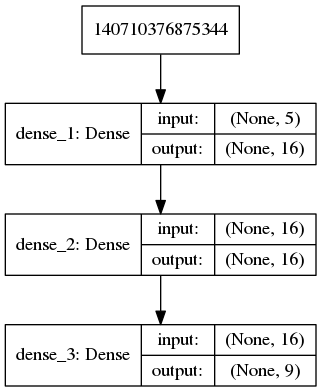 140710376875344
dense_1: Dense
input: (None, 5)
output: (None, 16)
dense_2: Dense
input: (None, 16)
output: (None, 16)
dense_3: Dense
input: (None, 16)
output: (None, 9)